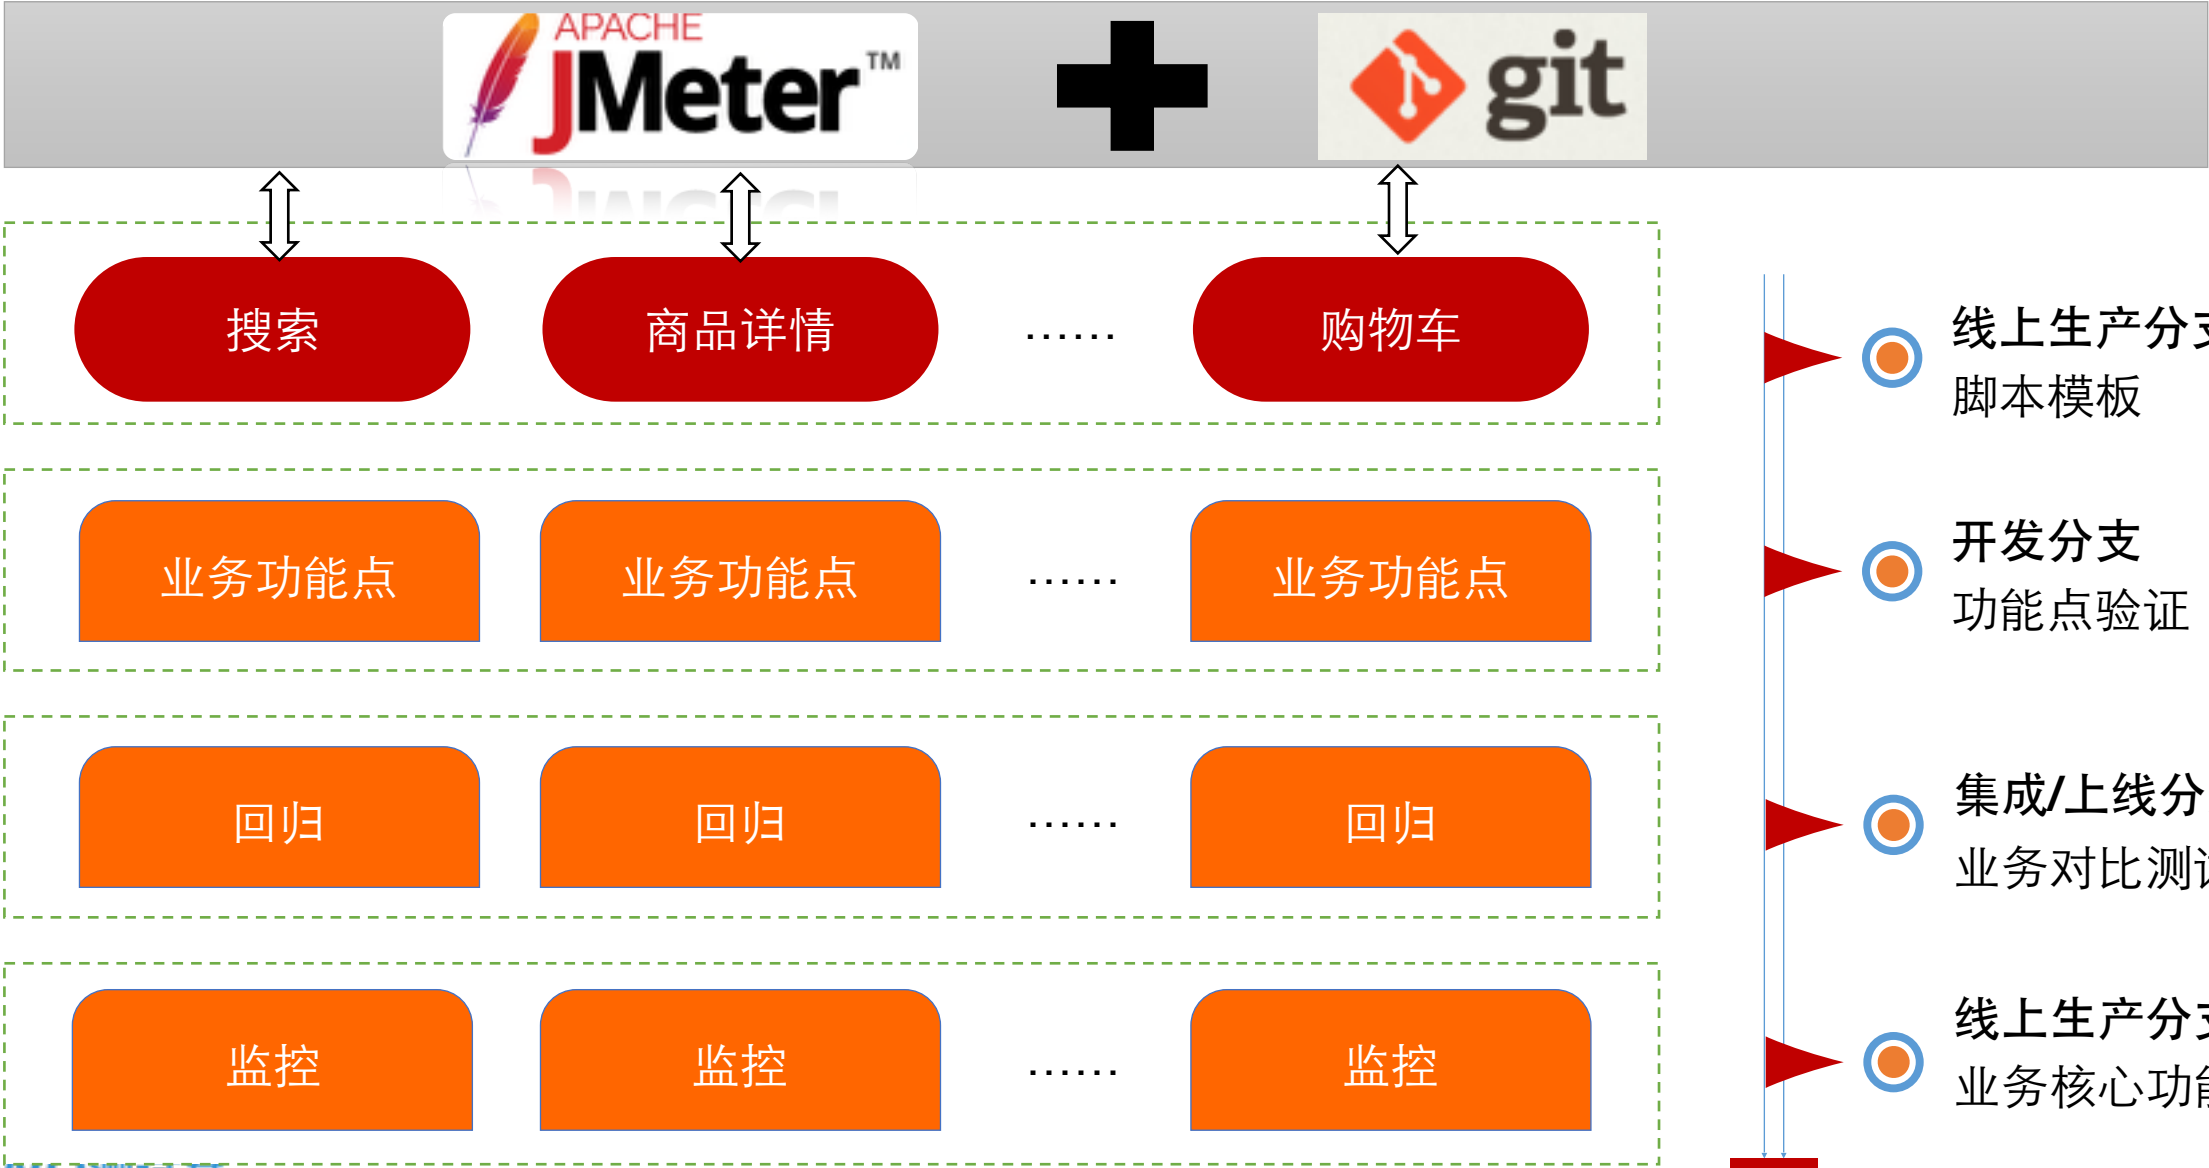 APACHE
JMeter™
git
搜索
商品详情
......
购物车
线上生产分
脚本模板
业务功能点
业务功能点
......
业务功能点
开发分支
功能点验证
回归
回归
......
回归
集成/上线分
业务对比测
监控
监控
......
监控
线上生产分
业务核心功